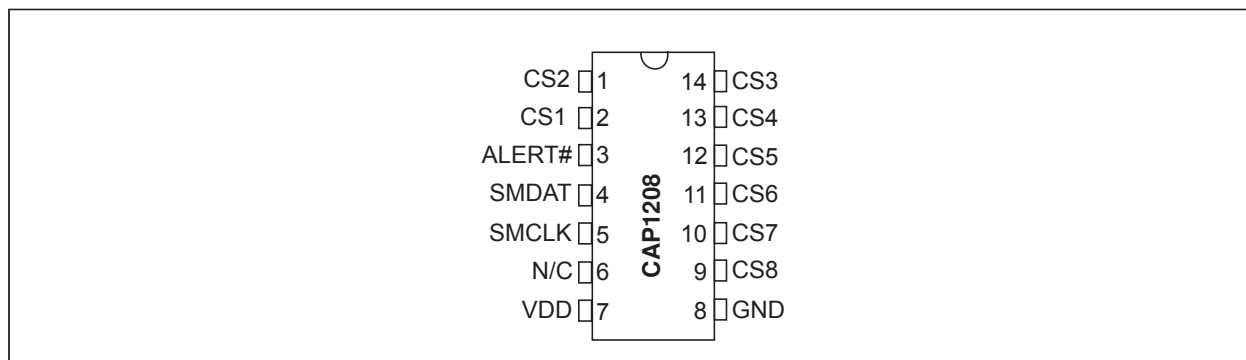 CS2 1 14 CS3
CS1 2 13 CS4
ALERT# 3 12 CS5
SMDAT 4 11 CS6
SMCLK 5 10 CS7
N/C 6 9 CS8
VDD 7 8 GND
CAP1208